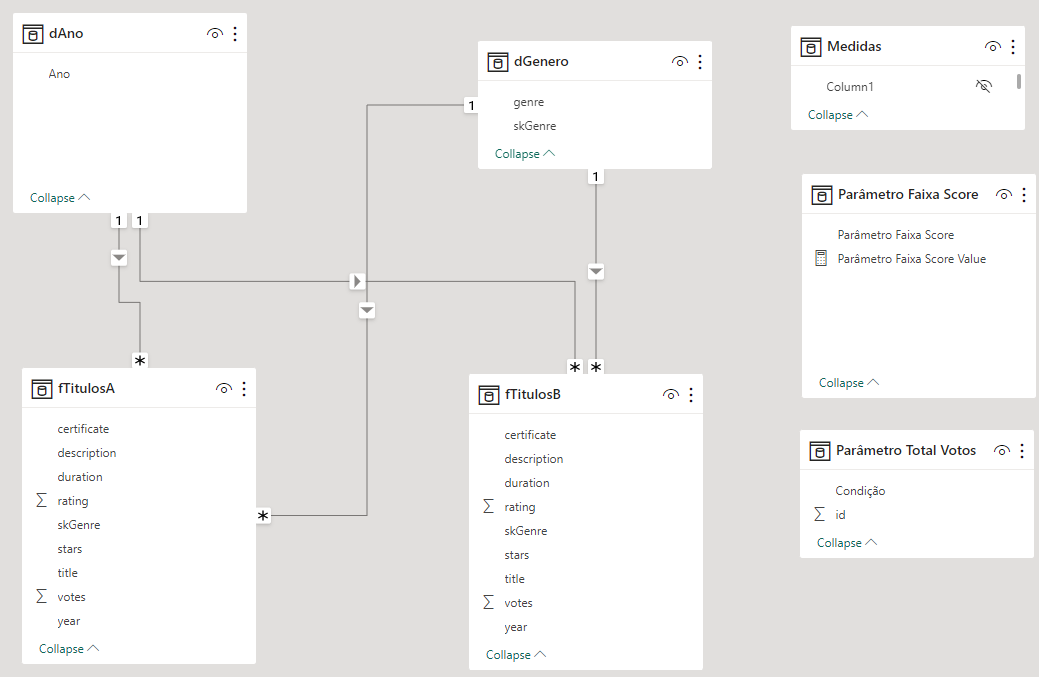 dAno
Ano
Collapse
1
1
*
dGenero
genre
skGenre
Collapse
1
1
*
*
*
Medidas
Column1
Collapse
Parâmetro Faixa Score
Parâmetro Faixa Score
Parâmetro Faixa Score Value
Collapse
fTitulosA
certificate
description
duration
∑ rating
skGenre
stars
title
∑ votes
year
Collapse
fTitulosB
certificate
description
duration
∑ rating
skGenre
stars
title
∑ votes
year
Collapse
Parâmetro Total Votos
Condição
∑ id
Collapse